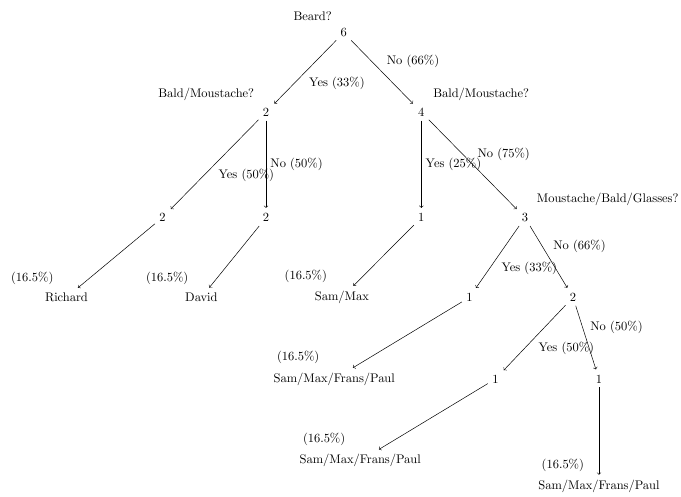 Beard?
6
No (66%)
Yes (33%)
Bald/Moustache?
Bald/Moustache?
2
4
No (50%)
Yes (50%)
Yes (25%)
No (75%)
Moustache/Bald/Glasses?
2
2
1
3
No (66%)
Yes (33%)
(16.5%)
(16.5%)
(16.5%)
Richard
David
Sam/Max
1
2
No (50%)
Yes (50%)
(16.5%)
Sam/Max/Frans/Paul
1
1
(16.5%)
Sam/Max/Frans/Paul
(16.5%)
Sam/Max/Frans/Paul